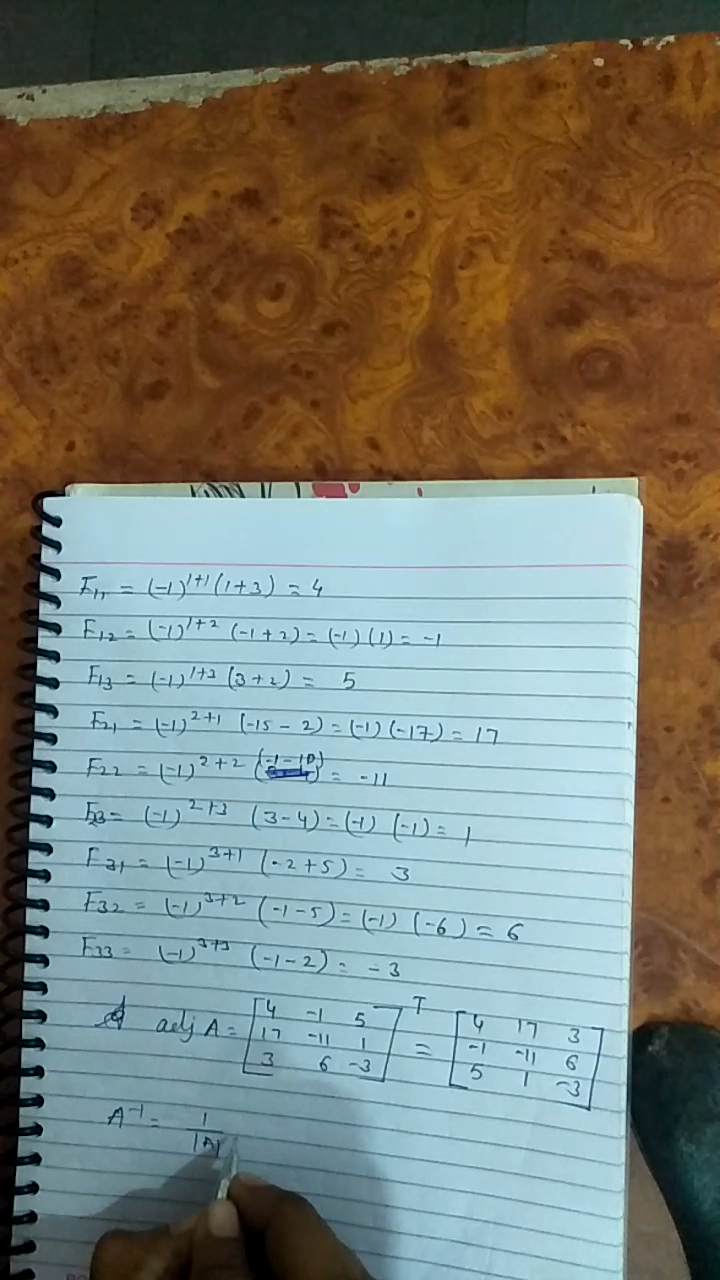 F₁₁ = (-1)¹⁺¹ (1+3) = 4
F₁₂ = (-1)¹⁺² (-1+2) = (-1) (1) = -1
F₁₃ = (-1)¹⁺³ (3+2) = 5
F₂₁ = (-1)²⁺¹ (-15-2) = (-1) (-17) = 17
F₂₂ = (-1)²⁺² (-1-10) = -11
F₂₃ = (-1)²⁺³ (3-4) = (-1) (-1) = 1
F₃₁ = (-1)³⁺¹ (-2+5) = 3
F₃₂ = (-1)³⁺² (-1-5) = (-1) (-6) = 6
F₃₃ = (-1)³⁺³ (-1-2) = -3
adj A = [4 -1 5; 17 -11 1; 3 6 -3]ᵀ = [4 17 3; -1 -11 6; 5 1 -3]
A⁻¹ = 1/|A|